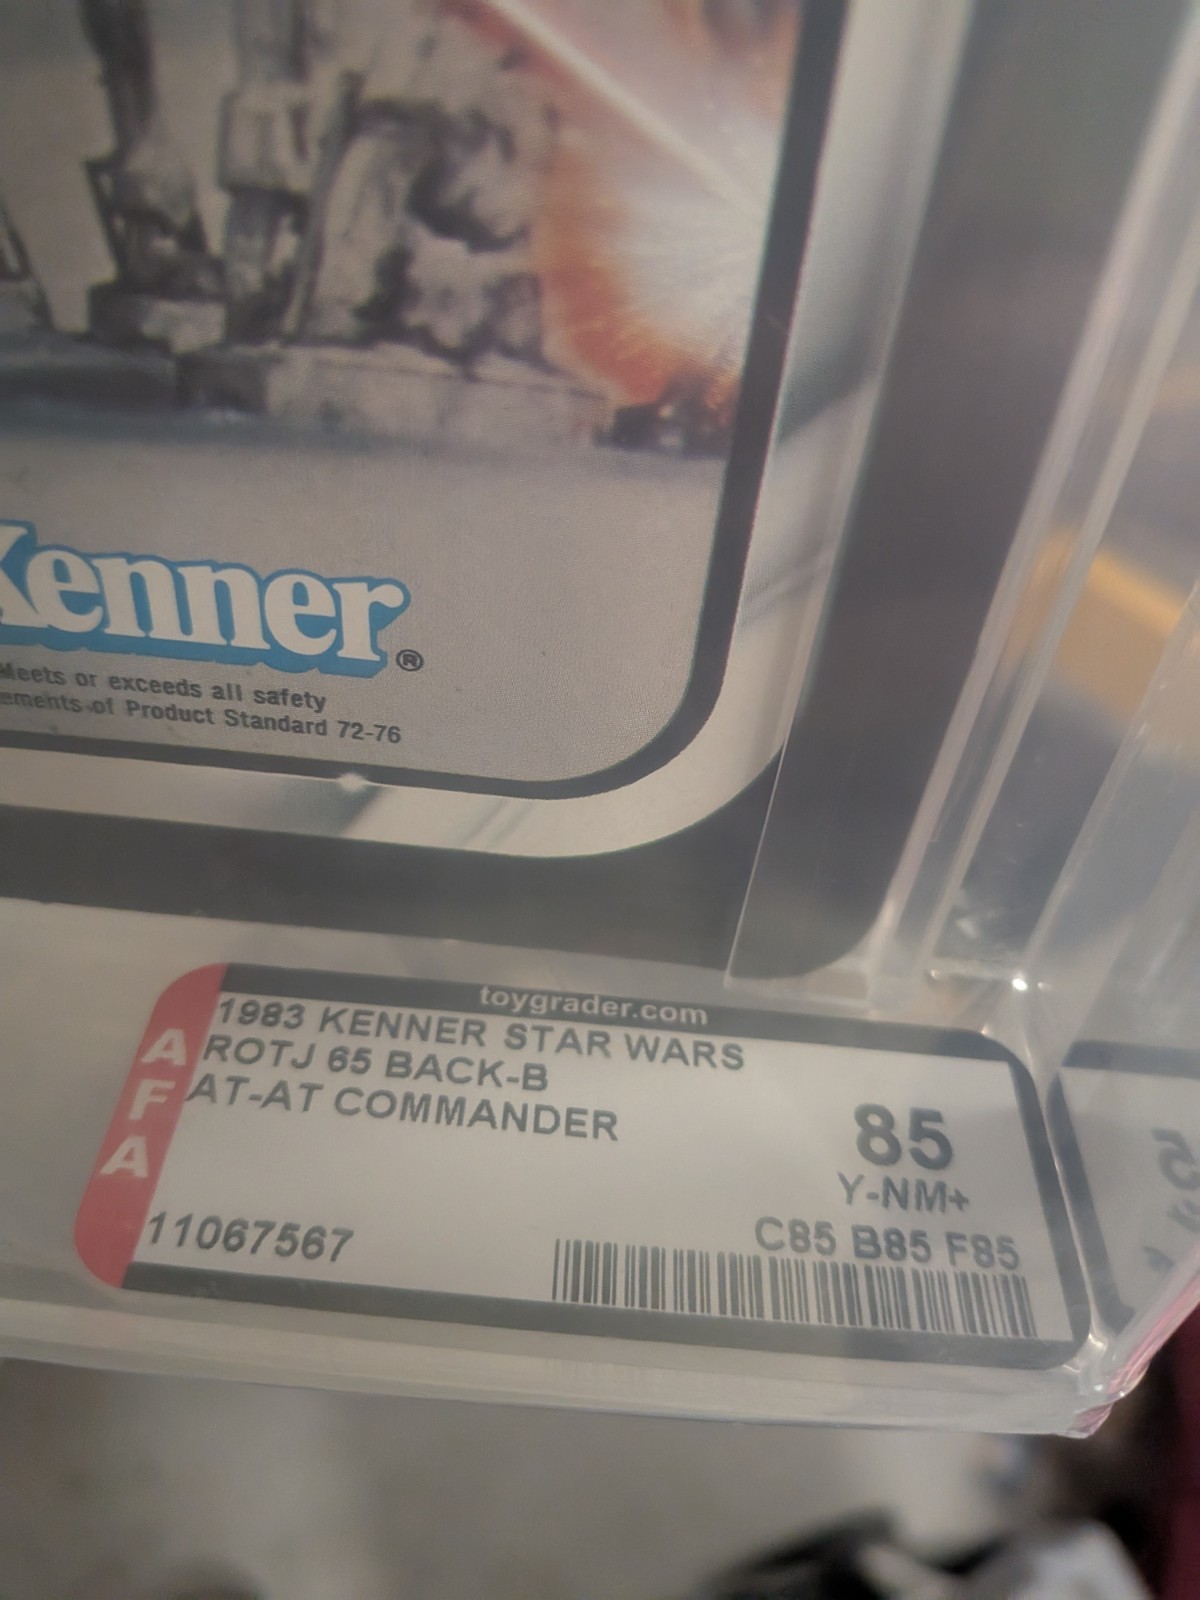 Kenner®
Meets or exceeds all safety
ements of Product Standard 72-76
toygrader.com
AFA
1983 KENNER STAR WARS
ROTJ 65 BACK-B
AT-AT COMMANDER
85
Y-NM+
C85 B85 F85
11067567